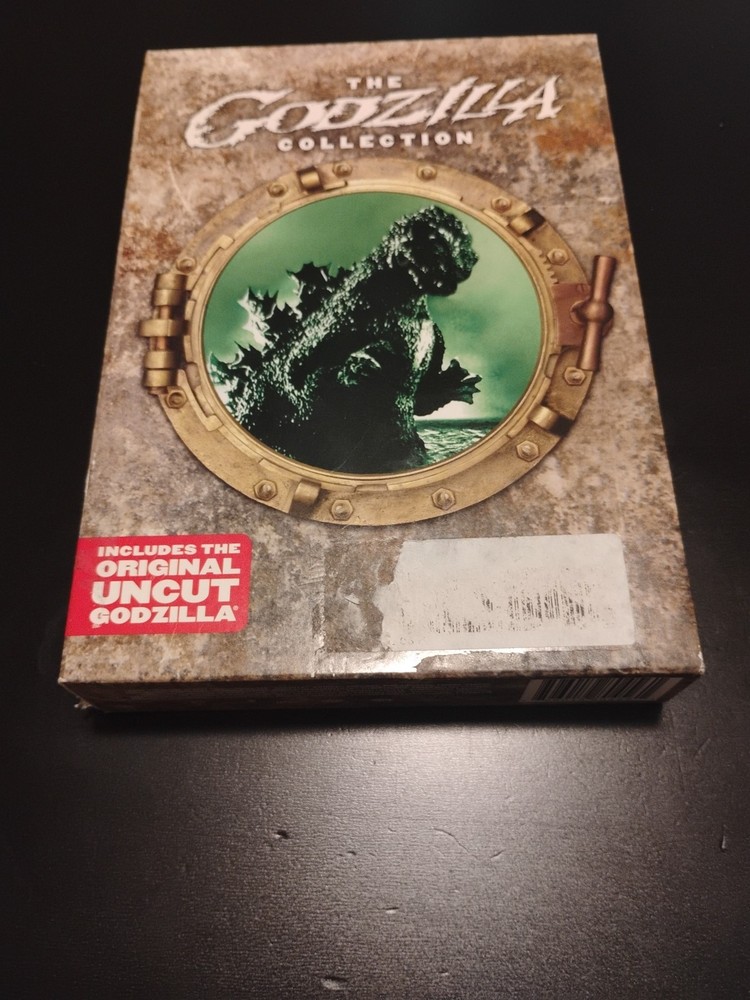 THE
GODZILLA
COLLECTION
INCLUDES THE
ORIGINAL
UNCUT
GODZILLA®